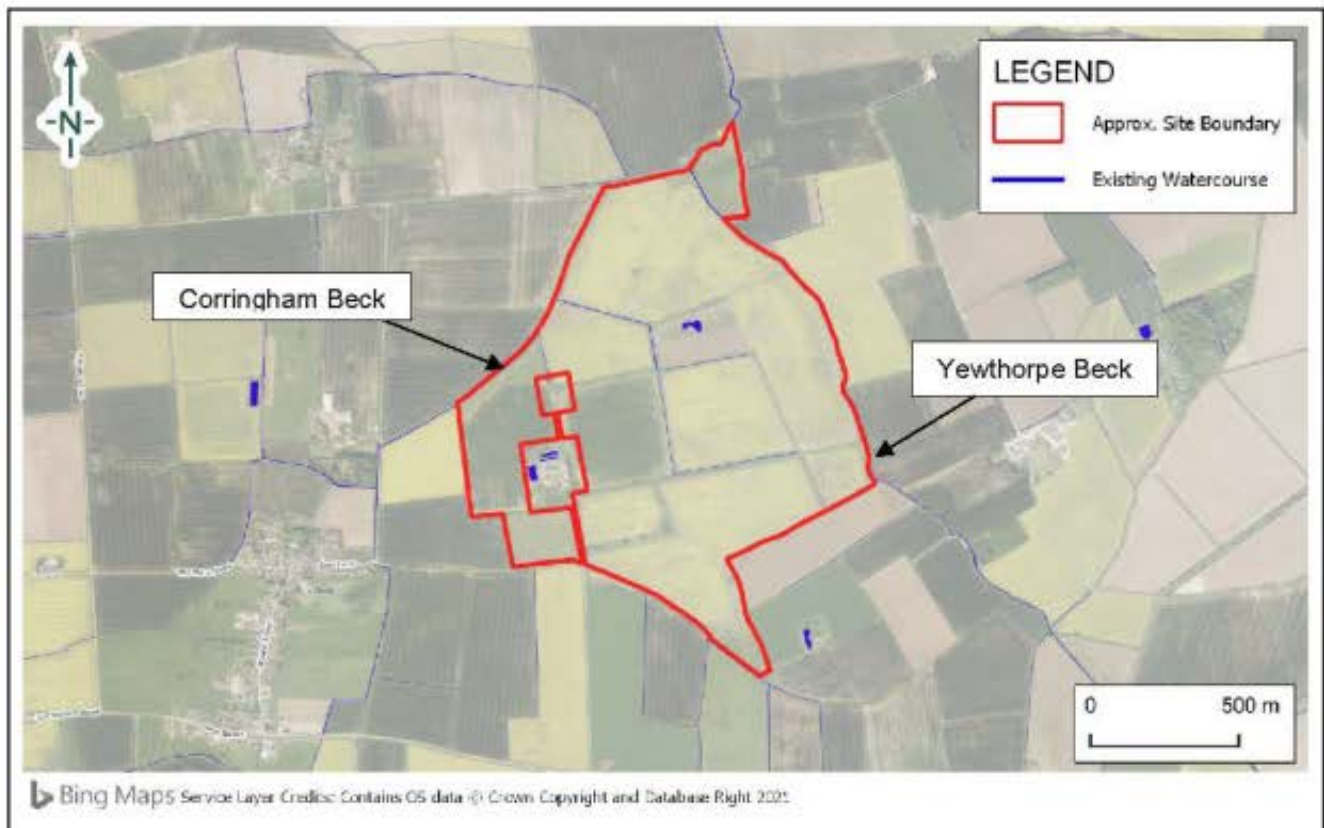 N
LEGEND
Approx. Site Boundary
Existing Watercourse
Corringham Beck
Yewthorpe Beck
0 500 m
Bing Maps Service Layer Credits: Contains OS data © Crown Copyright and Database Right 2021